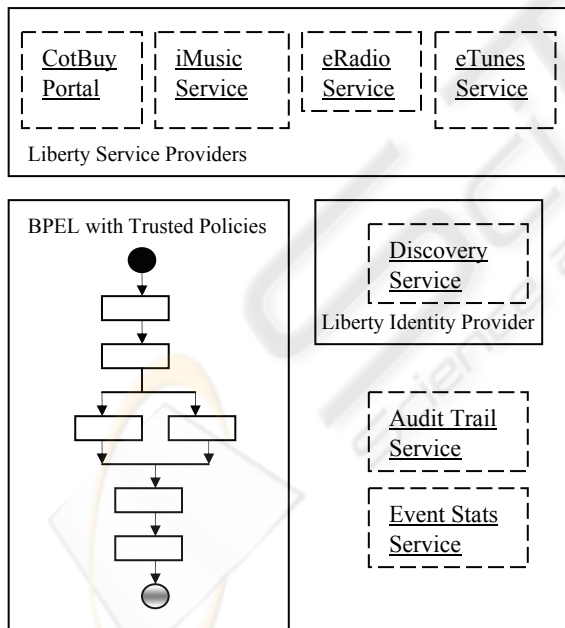 CotBuy
Portal
iMusic
Service
eRadio
Service
eTunes
Service
Liberty Service Providers
BPEL with Trusted Policies
Discovery
Service
Liberty Identity Provider
Audit Trail
Service
Event Stats
Service